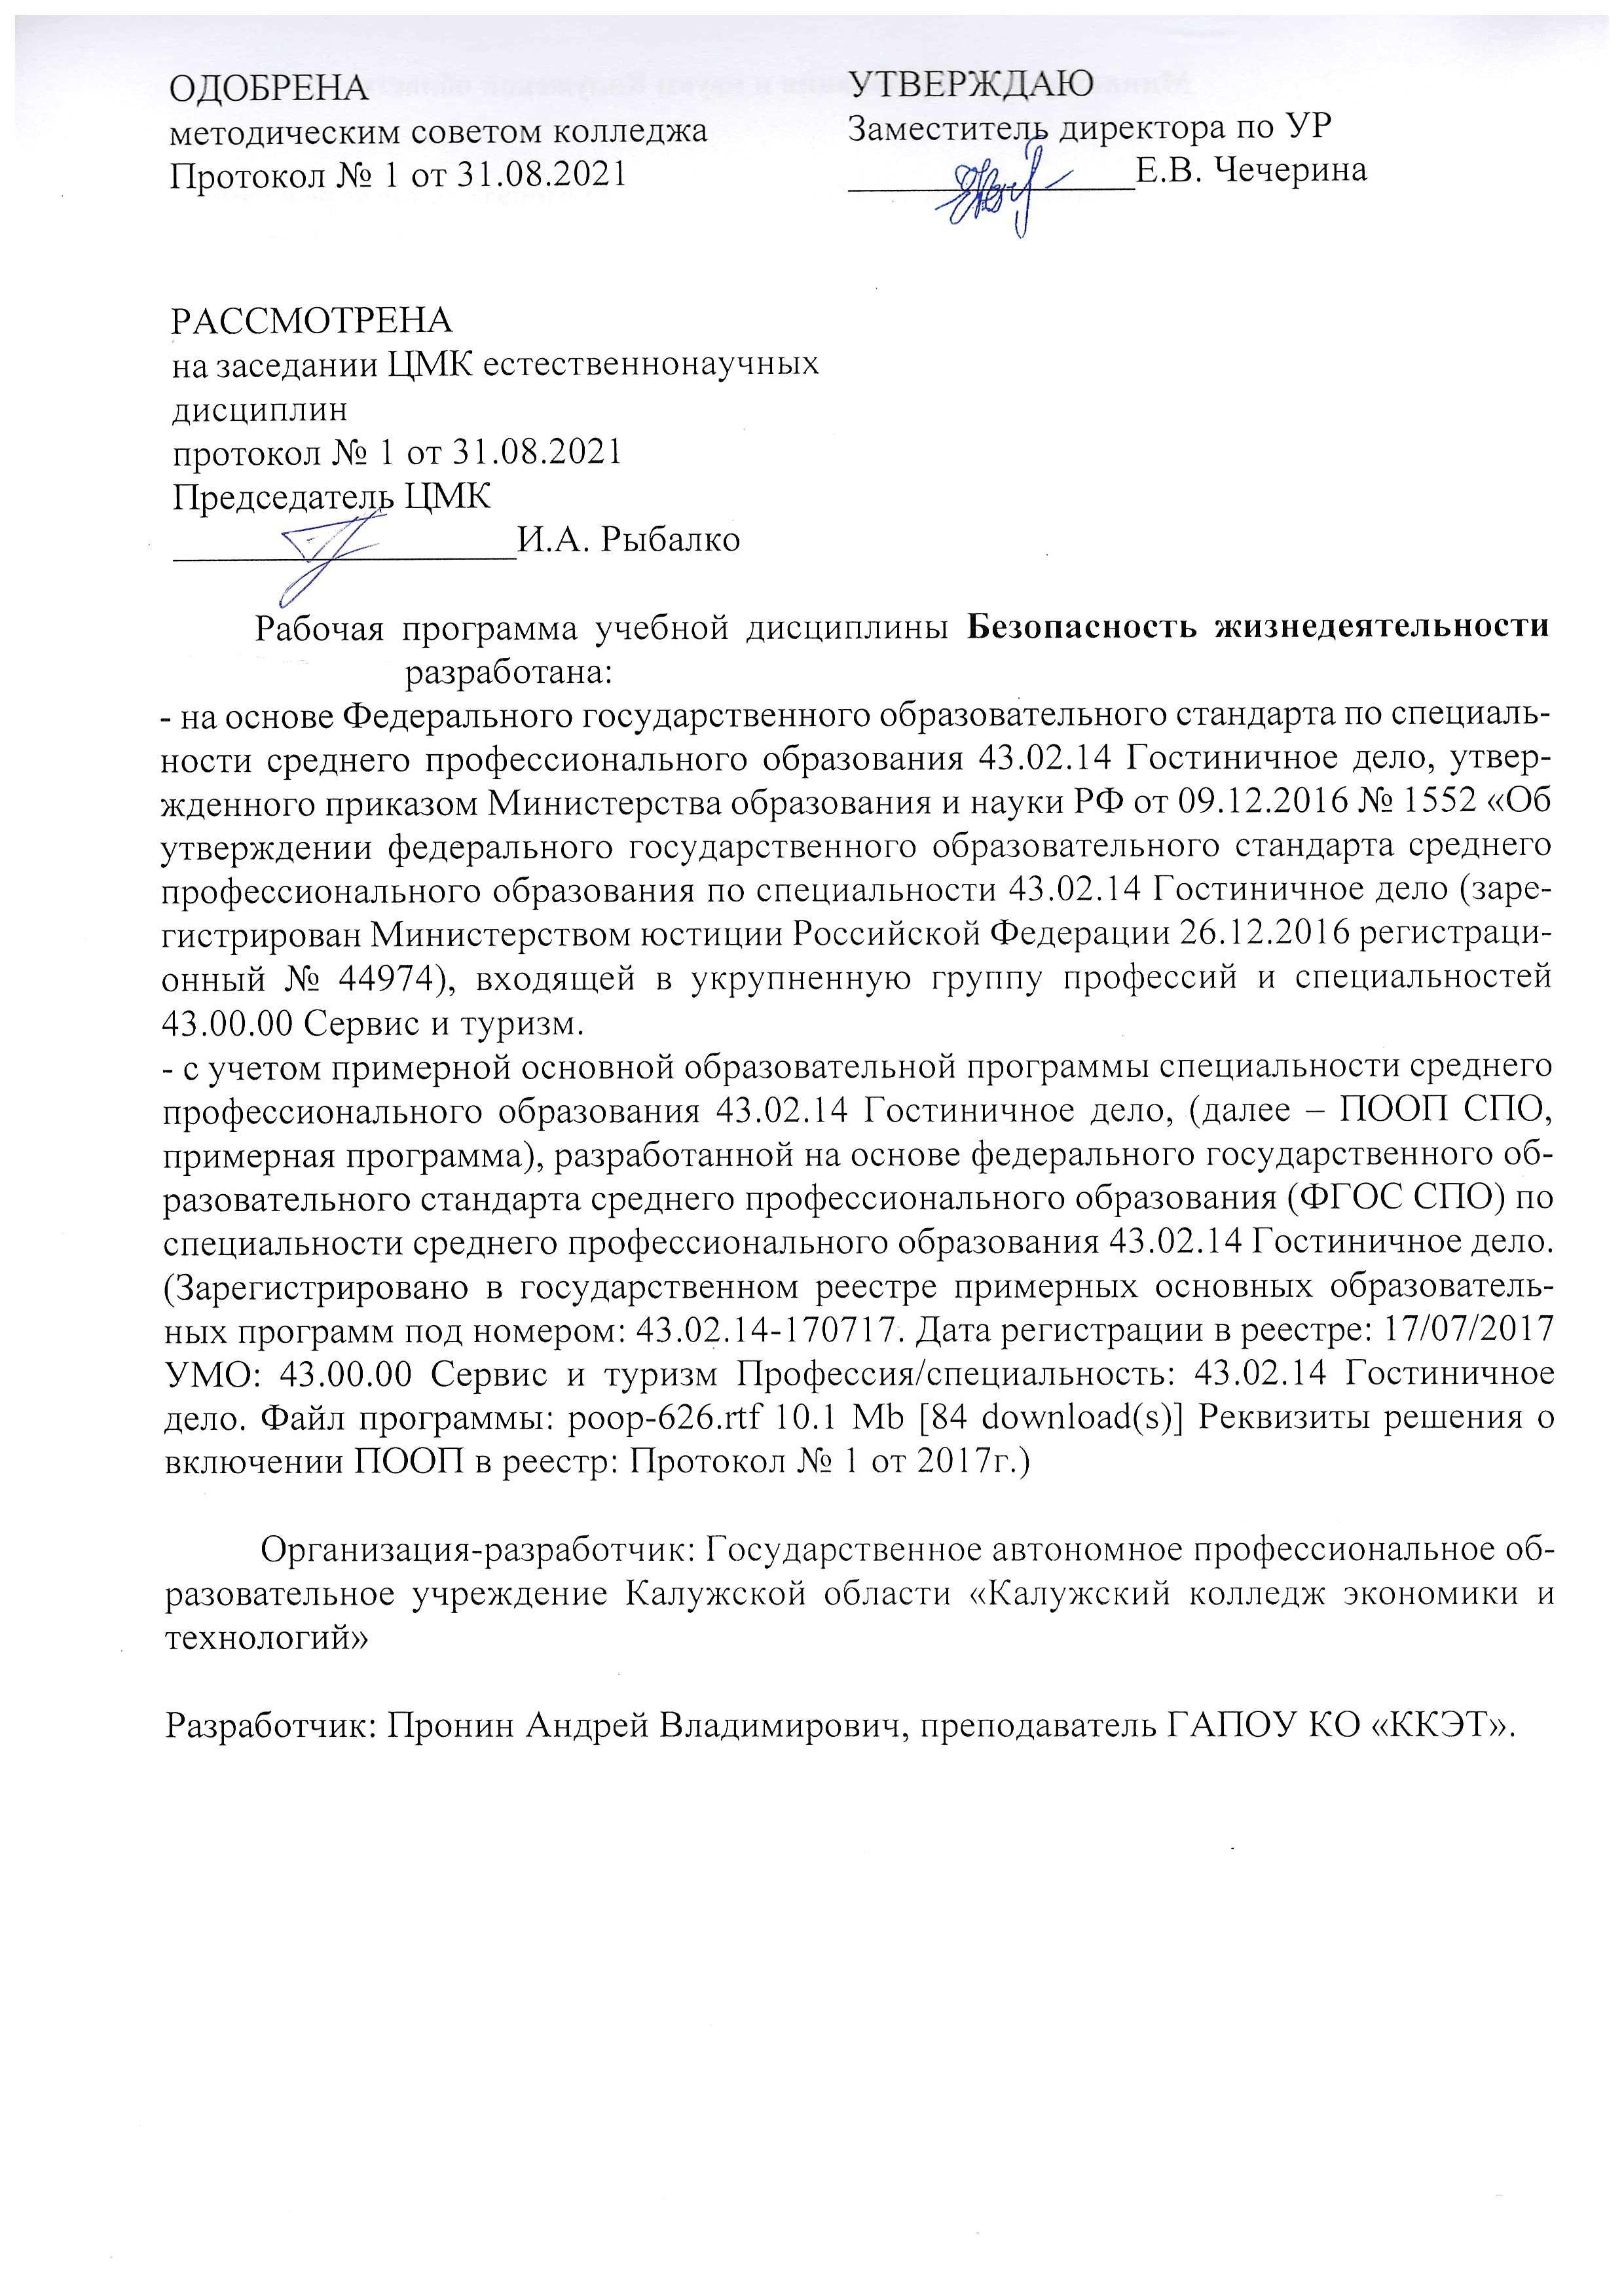 ОДОБРЕНА
методическим советом колледжа
Протокол № 1 от 31.08.2021
УТВЕРЖДАЮ
Заместитель директора по УР
_______________Е.В. Чечерина
РАССМОТРЕНА
на заседании ЦМК естественнонаучных
дисциплин
протокол № 1 от 31.08.2021
Председатель ЦМК
__________________И.А. Рыбалко
Рабочая программа учебной дисциплины Безопасность жизнедеятельности
разработана:
- на основе Федерального государственного образовательного стандарта по специаль-
ности среднего профессионального образования 43.02.14 Гостиничное дело, утвер-
жденного приказом Министерства образования и науки РФ от 09.12.2016 № 1552 «Об
утверждении федерального государственного образовательного стандарта среднего
профессионального образования по специальности 43.02.14 Гостиничное дело (заре-
гистрирован Министерством юстиции Российской Федерации 26.12.2016 регистраци-
онный № 44974), входящей в укрупненную группу профессий и специальностей
43.00.00 Сервис и туризм.
- с учетом примерной основной образовательной программы специальности среднего
профессионального образования 43.02.14 Гостиничное дело, (далее – ПООП СПО,
примерная программа), разработанной на основе федерального государственного об-
разовательного стандарта среднего профессионального образования (ФГОС СПО) по
специальности среднего профессионального образования 43.02.14 Гостиничное дело.
(Зарегистрировано в государственном реестре примерных основных образователь-
ных программ под номером: 43.02.14-170717. Дата регистрации в реестре: 17/07/2017
УМО: 43.00.00 Сервис и туризм Профессия/специальность: 43.02.14 Гостиничное
дело. Файл программы: poop-626.rtf 10.1 Mb [84 download(s)] Реквизиты решения о
включении ПООП в реестр: Протокол № 1 от 2017г.)
Организация-разработчик: Государственное автономное профессиональное об-
разовательное учреждение Калужской области «Калужский колледж экономики и
технологий»
Разработчик: Пронин Андрей Владимирович, преподаватель ГАПОУ КО «ККЭТ».